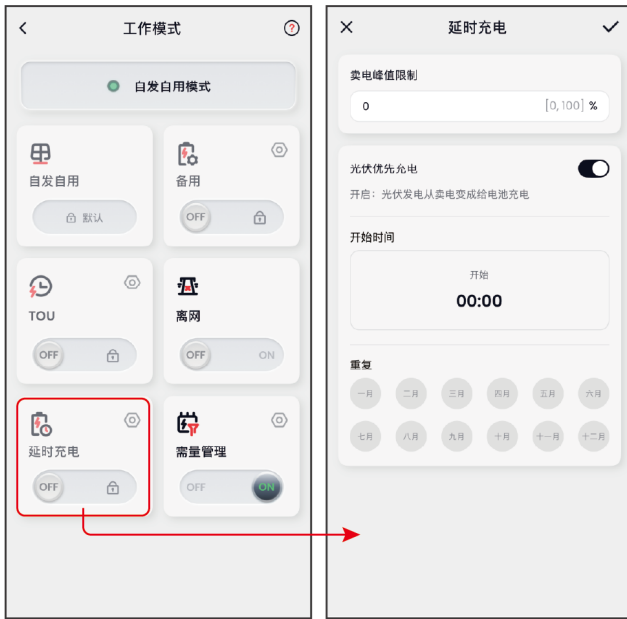 工作模式
?
自发自用模式
自发自用
默认
备用
OFF
TOU
OFF
离网
OFF ON
延时充电
OFF
需量管理
OFF ON
延时充电
卖电峰值限制
0 [0,100] %
光伏优先充电
开启：光伏发电从卖电变成给电池充电
开始时间
开始
00:00
重复
一月 二月 三月 四月 五月 六月
七月 八月 九月 十月 十一月 十二月